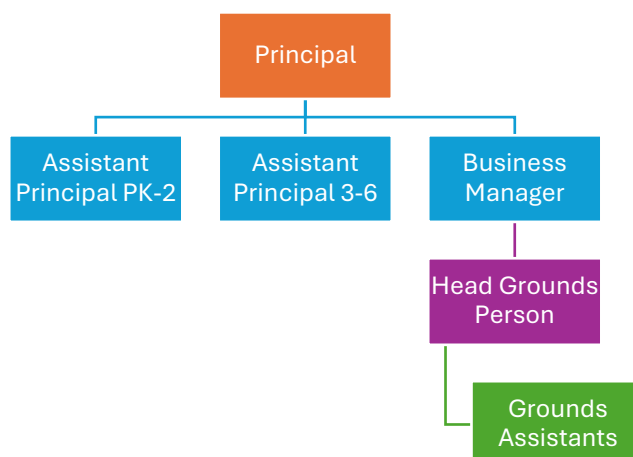 Principal
Assistant
Principal PK-2
Assistant
Principal 3-6
Business
Manager
Head Grounds
Person
Grounds
Assistants